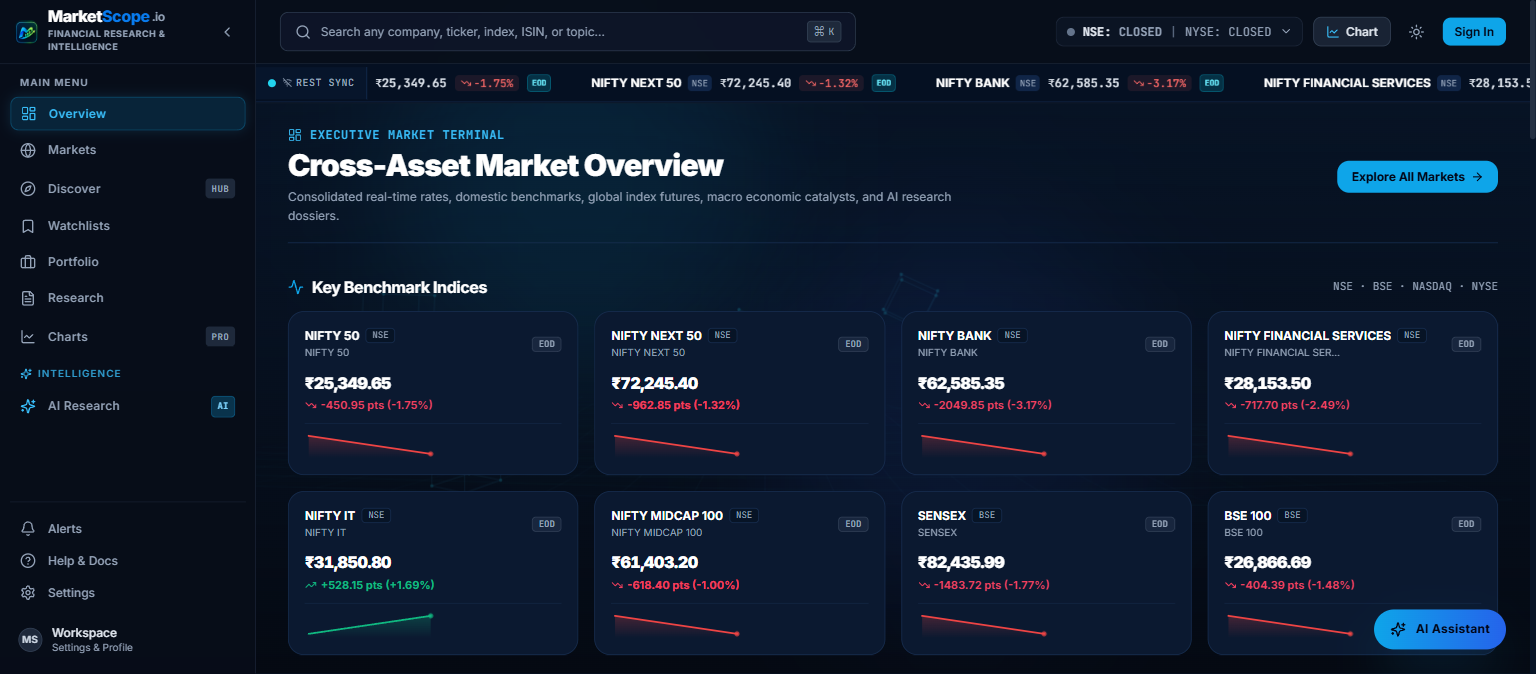 MarketScope.io
FINANCIAL RESEARCH &
INTELLIGENCE
Search any company, ticker, index, ISIN, or topic...
⌘ K
NSE: CLOSED | NYSE: CLOSED
Chart
Sign In
MAIN MENU
Overview
Markets
Discover HUB
Watchlists
Portfolio
Research
Charts PRO
INTELLIGENCE
AI Research AI
Alerts
Help & Docs
Settings
MS
Workspace
Settings & Profile
REST SYNC ₹25,349.65 -1.75% EOD NIFTY NEXT 50 NSE ₹72,245.40 -1.32% EOD NIFTY BANK NSE ₹62,585.35 -3.17% EOD NIFTY FINANCIAL SERVICES NSE ₹28,153.5
EXECUTIVE MARKET TERMINAL
Cross-Asset Market Overview
Consolidated real-time rates, domestic benchmarks, global index futures, macro economic catalysts, and AI research
dossiers.
Explore All Markets →
Key Benchmark Indices
NSE · BSE · NASDAQ · NYSE
NIFTY 50 NSE
NIFTY 50
EOD
₹25,349.65
-450.95 pts (-1.75%)
NIFTY NEXT 50 NSE
NIFTY NEXT 50
EOD
₹72,245.40
-962.85 pts (-1.32%)
NIFTY BANK NSE
NIFTY BANK
EOD
₹62,585.35
-2049.85 pts (-3.17%)
NIFTY FINANCIAL SERVICES NSE
NIFTY FINANCIAL SER...
EOD
₹28,153.50
-717.70 pts (-2.49%)
NIFTY IT NSE
NIFTY IT
EOD
₹31,850.80
+528.15 pts (+1.69%)
NIFTY MIDCAP 100 NSE
NIFTY MIDCAP 100
EOD
₹61,403.20
-618.40 pts (-1.00%)
SENSEX BSE
SENSEX
EOD
₹82,435.99
-1483.72 pts (-1.77%)
BSE 100 BSE
BSE 100
EOD
₹26,866.69
-404.39 pts (-1.48%)
AI Assistant